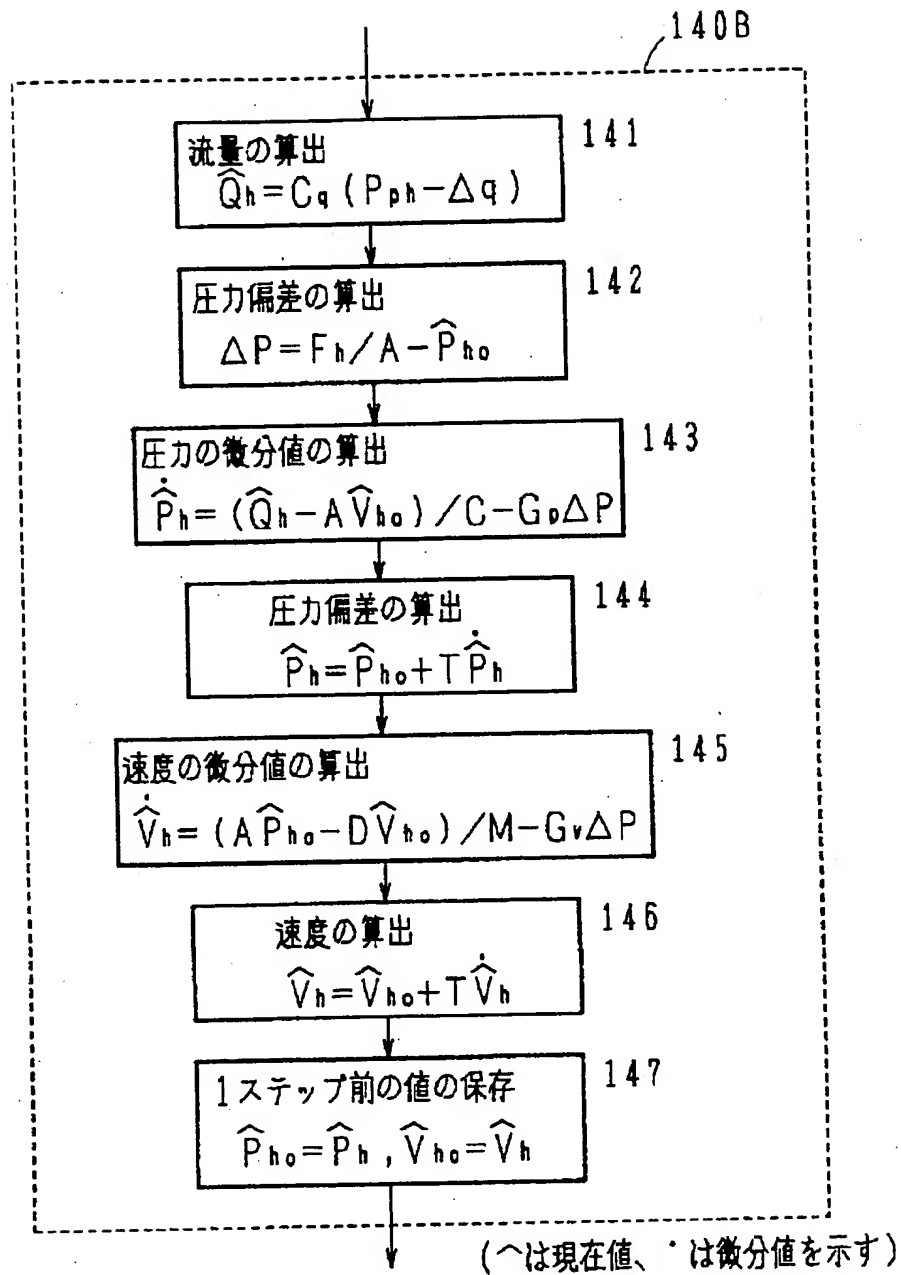 140B
141
流量の算出
Q̂h=Cq(Pph-Δq)
142
圧力偏差の算出
ΔP=Fh/A-P̂ho
143
圧力の微分値の算出
P̂̇h=(Q̂h-AV̂ho)/C-GpΔP
144
圧力偏差の算出
P̂h=P̂ho+TP̂̇h
145
速度の微分値の算出
V̂̇h=(AP̂ho-DV̂ho)/M-GvΔP
146
速度の算出
V̂h=V̂ho+TV̂̇h
147
1ステップ前の値の保存
P̂ho=P̂h,V̂ho=V̂h
(^は現在値、˙は微分値を示す)